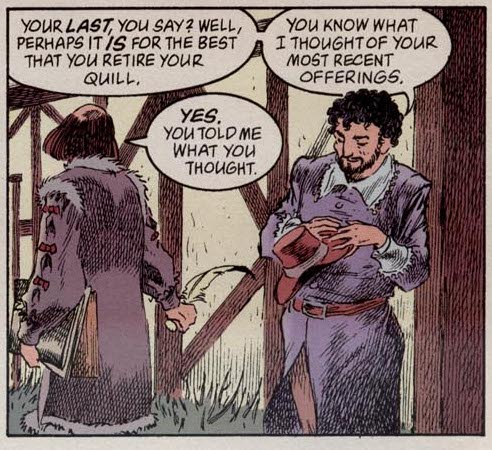 YOUR LAST, YOU SAY? WELL,
PERHAPS IT IS FOR THE BEST
THAT YOU RETIRE YOUR
QUILL.
YOU KNOW WHAT
I THOUGHT OF YOUR
MOST RECENT
OFFERINGS.
YES.
YOU TOLD ME
WHAT YOU
THOUGHT.